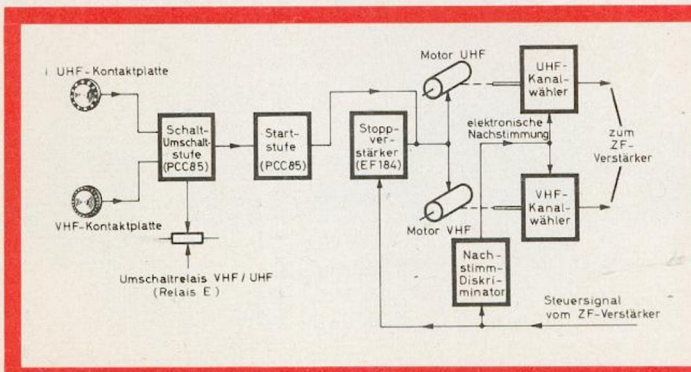 UHF-Kontaktplatte
Schalt-
Umschalt-
stufe
(PCC85)
Start-
stufe
(PCC85)
VHF-Kontaktplatte
Umschaltrelais VHF/UHF
(Relais E)
Stopp-
ver-
stärker
(EF184)
Motor UHF
Motor VHF
UHF-
Kanal-
wähler
elektronische
Nachstimmung
zum
ZF-
Verstärker
VHF-
Kanal-
wähler
Nach-
stimm-
Diskri-
minator
Steuersignal
vom ZF-Verstärker